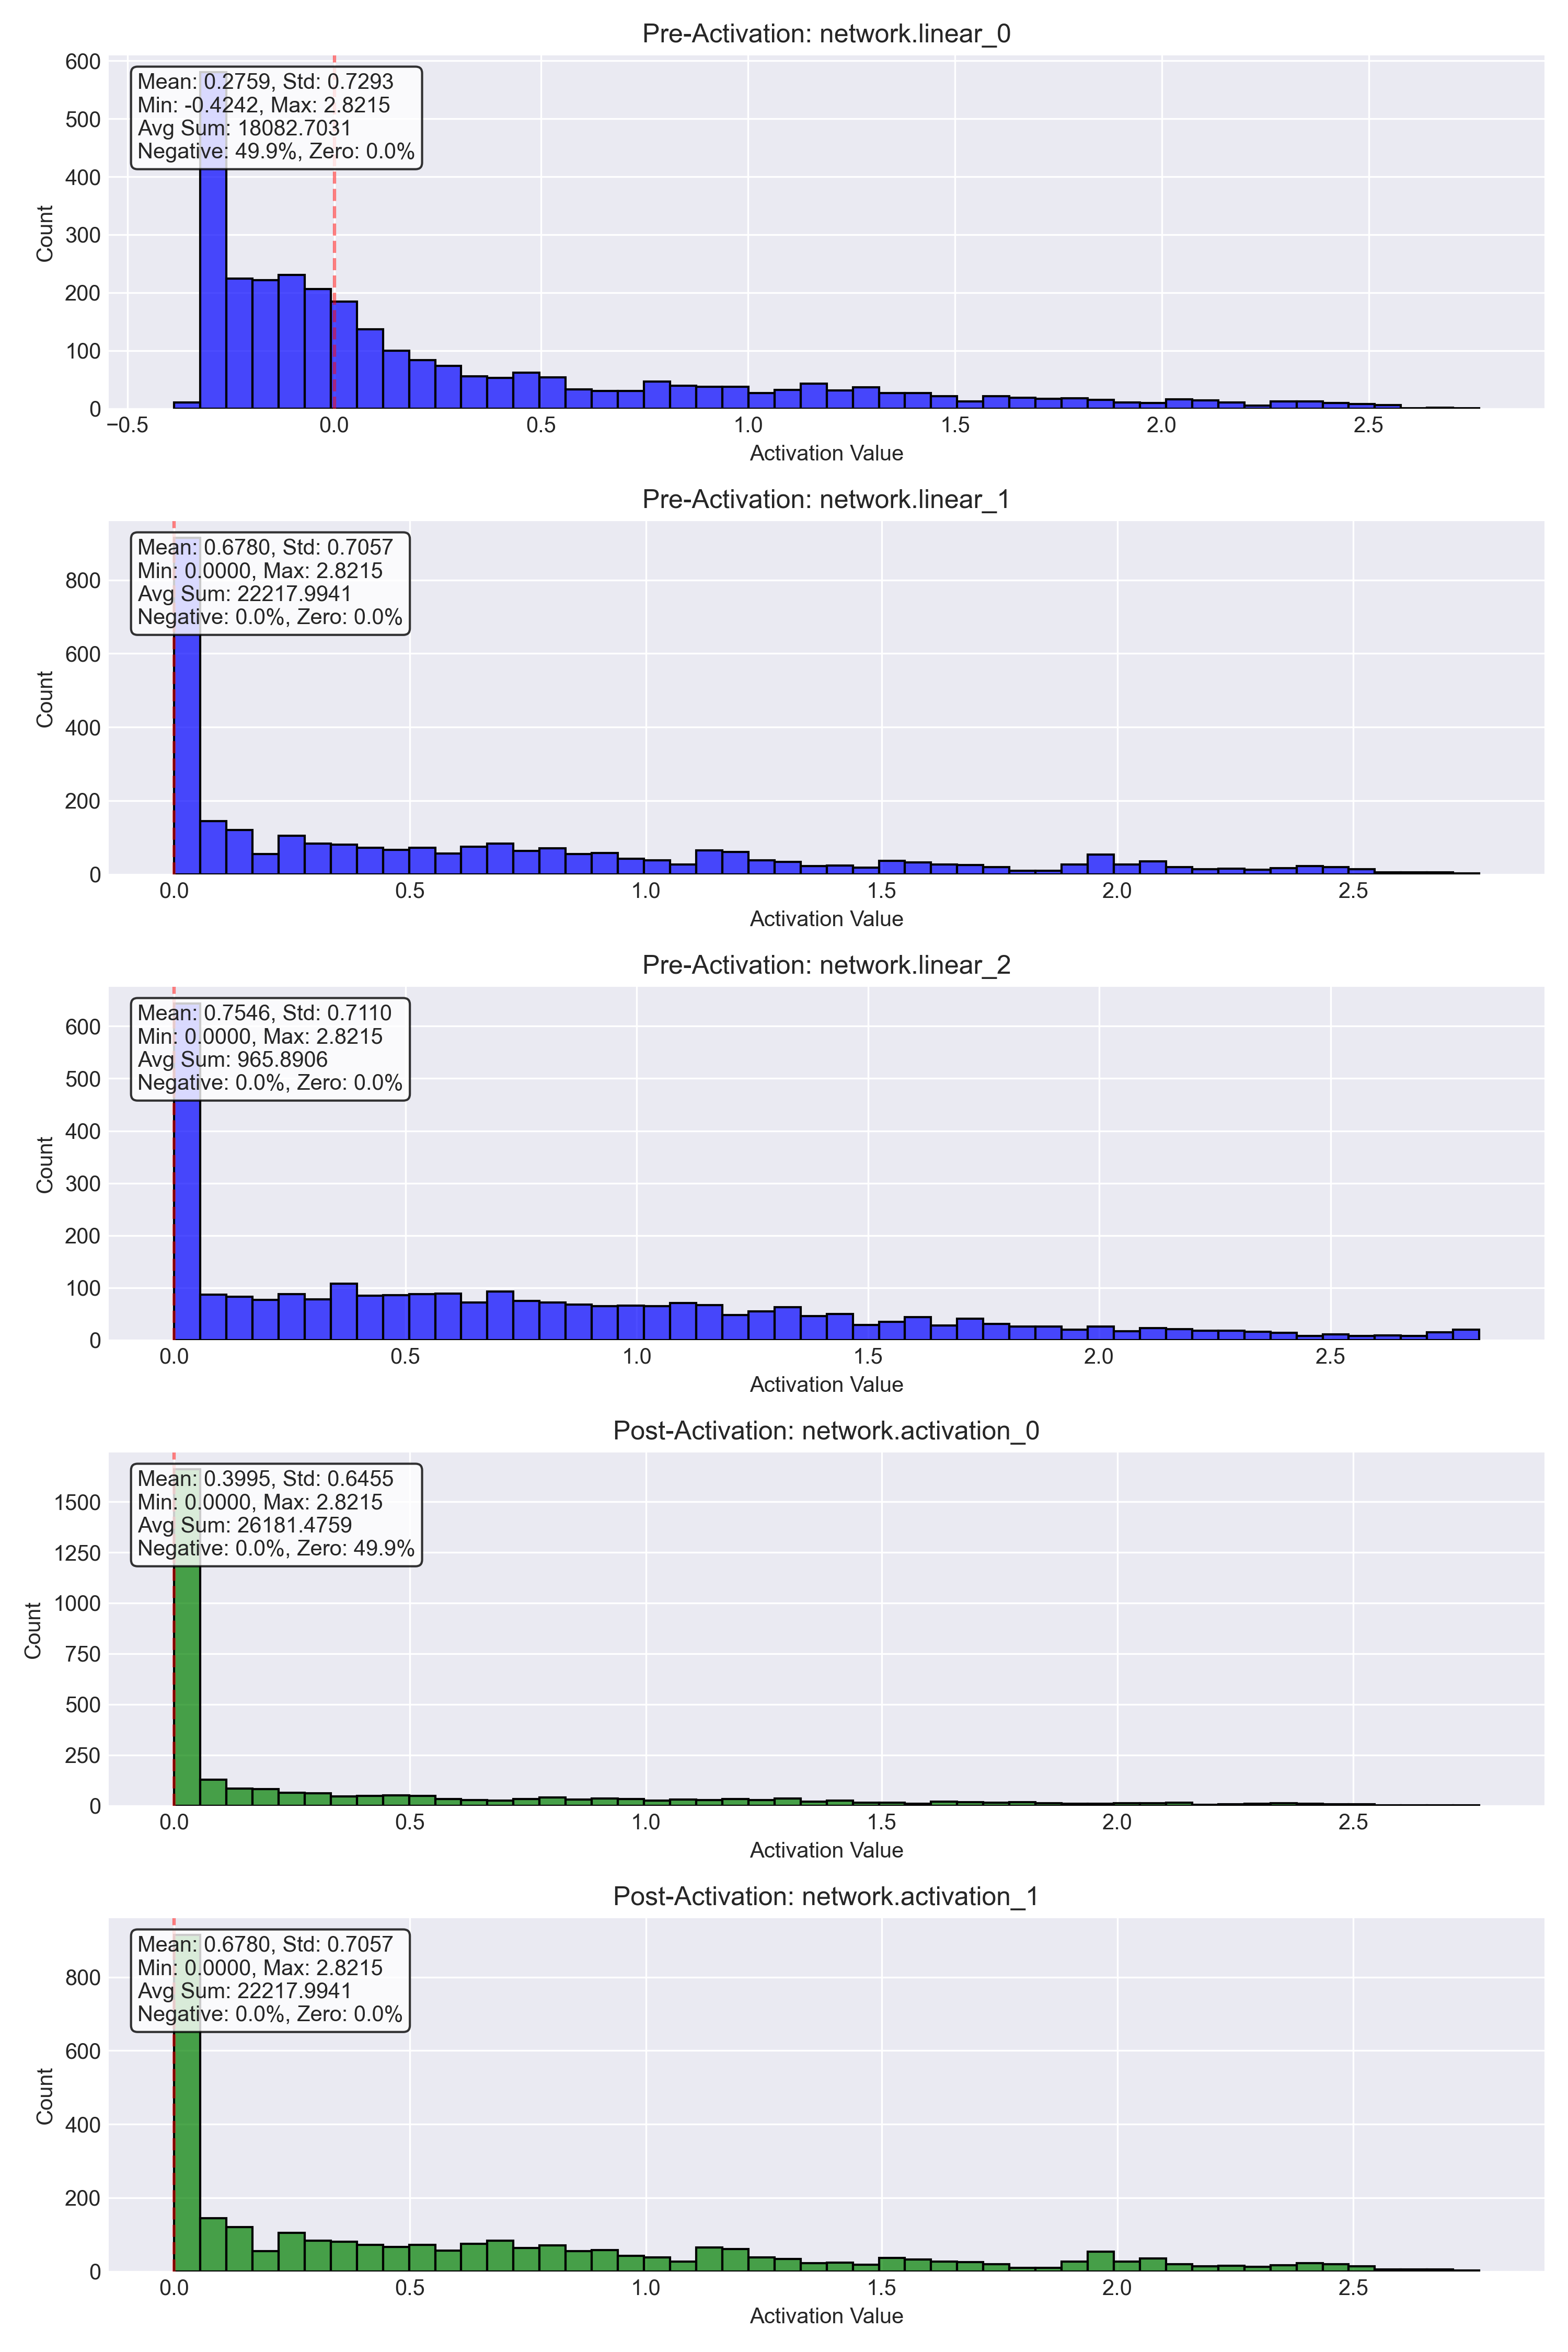 Pre-Activation: network.linear_0
Mean: 0.2759, Std: 0.7293
Min: -0.4242, Max: 2.8215
Avg Sum: 18082.7031
Negative: 49.9%, Zero: 0.0%
600
500
400
300
200
100
0
Count
−0.5 0.0 0.5 1.0 1.5 2.0 2.5
Activation Value
Pre-Activation: network.linear_1
Mean: 0.6780, Std: 0.7057
Min: 0.0000, Max: 2.8215
Avg Sum: 22217.9941
Negative: 0.0%, Zero: 0.0%
800
600
400
200
0
Count
0.0 0.5 1.0 1.5 2.0 2.5
Activation Value
Pre-Activation: network.linear_2
Mean: 0.7546, Std: 0.7110
Min: 0.0000, Max: 2.8215
Avg Sum: 965.8906
Negative: 0.0%, Zero: 0.0%
600
500
400
300
200
100
0
Count
0.0 0.5 1.0 1.5 2.0 2.5
Activation Value
Post-Activation: network.activation_0
Mean: 0.3995, Std: 0.6455
Min: 0.0000, Max: 2.8215
Avg Sum: 26181.4759
Negative: 0.0%, Zero: 49.9%
1500
1250
1000
750
500
250
0
Count
0.0 0.5 1.0 1.5 2.0 2.5
Activation Value
Post-Activation: network.activation_1
Mean: 0.6780, Std: 0.7057
Min: 0.0000, Max: 2.8215
Avg Sum: 22217.9941
Negative: 0.0%, Zero: 0.0%
800
600
400
200
0
Count
0.0 0.5 1.0 1.5 2.0 2.5
Activation Value